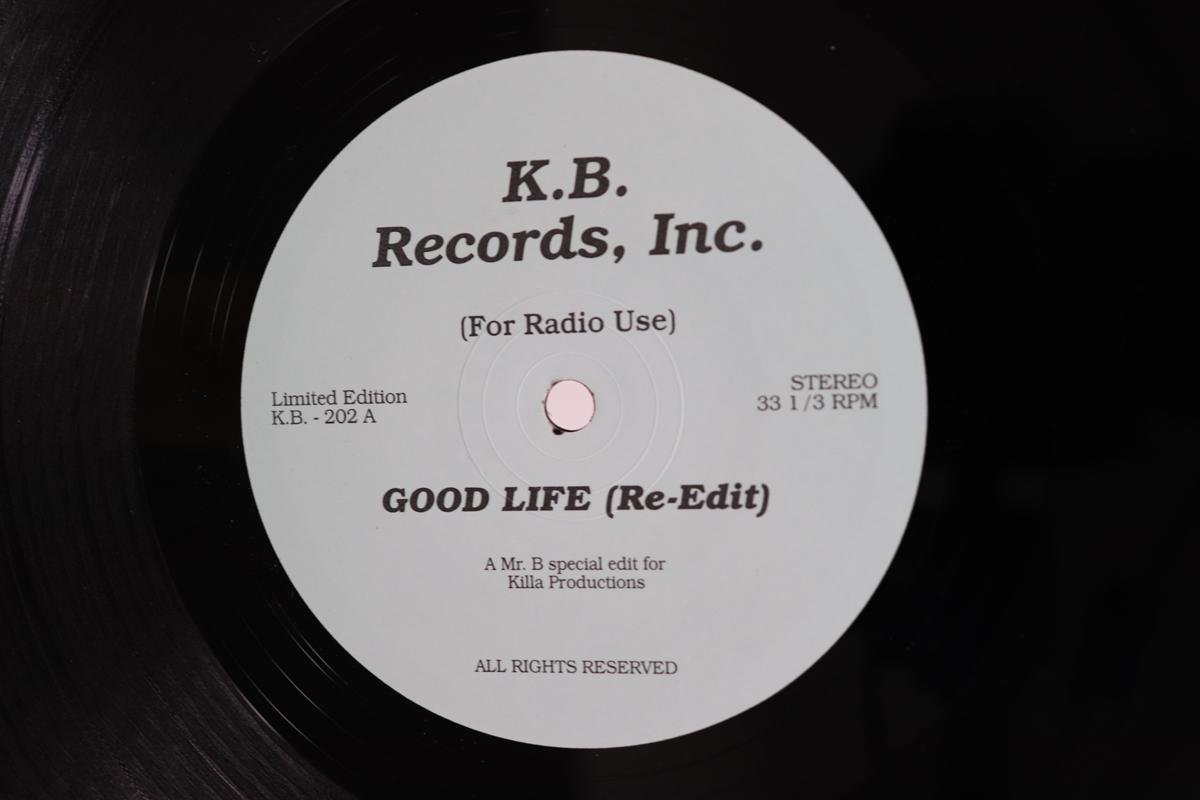 K.B.
Records, Inc.
(For Radio Use)
Limited Edition
K.B. - 202 A
STEREO
33 1/3 RPM
GOOD LIFE (Re-Edit)
A Mr. B special edit for
Killa Productions
ALL RIGHTS RESERVED